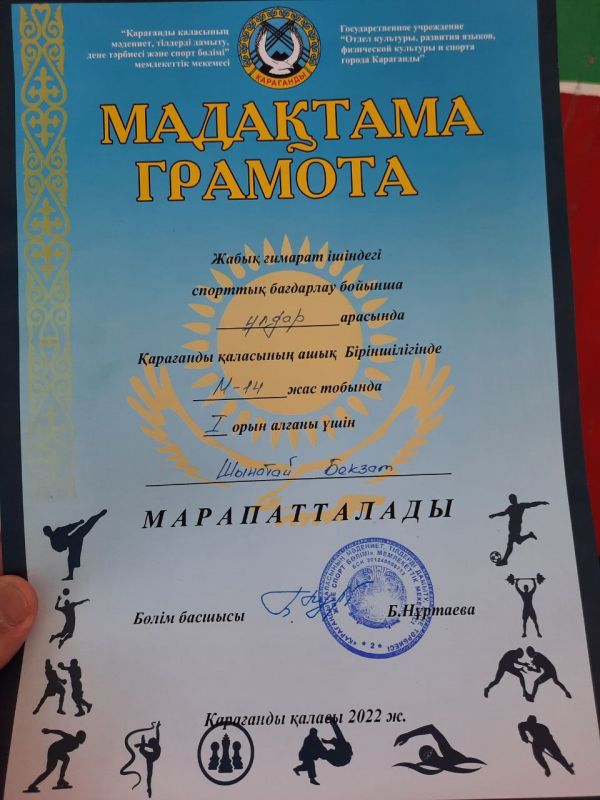 "Қарағанды қаласының
мәдениет, тілдерді дамыту,
дене тәрбиесі және спорт бөлімі"
мемлекеттік мекемесі
Государственное учреждение
"Отдел культуры, развития языков,
физической культуры и спорта
города Караганды"
ҚАРАҒАНДЫ
МАДАҚТАМА
ГРАМОТА
Жабық ғимарат ішіндегі
спорттық бағдарлау бойынша
ұлдар арасында
Қарағанды қаласының ашық Біріншілігінде
М-14 жас тобында
I орын алғаны үшін
Шынатай Бекзат
МАРАПАТТАЛАДЫ
Бөлім басшысы
Б.Нұртаева
Қарағанды қаласы 2022 ж.